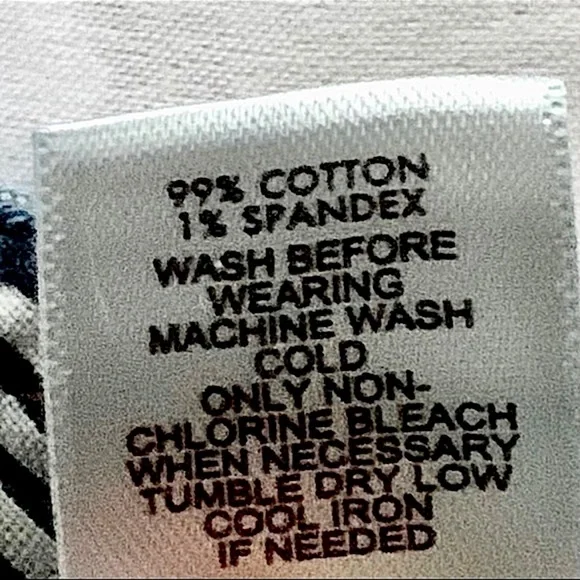 99% COTTON
1% SPANDEX
WASH BEFORE
WEARING
MACHINE WASH
COLD
ONLY NON-
CHLORINE BLEACH
WHEN NECESSARY
TUMBLE DRY LOW
COOL IRON
IF NEEDED